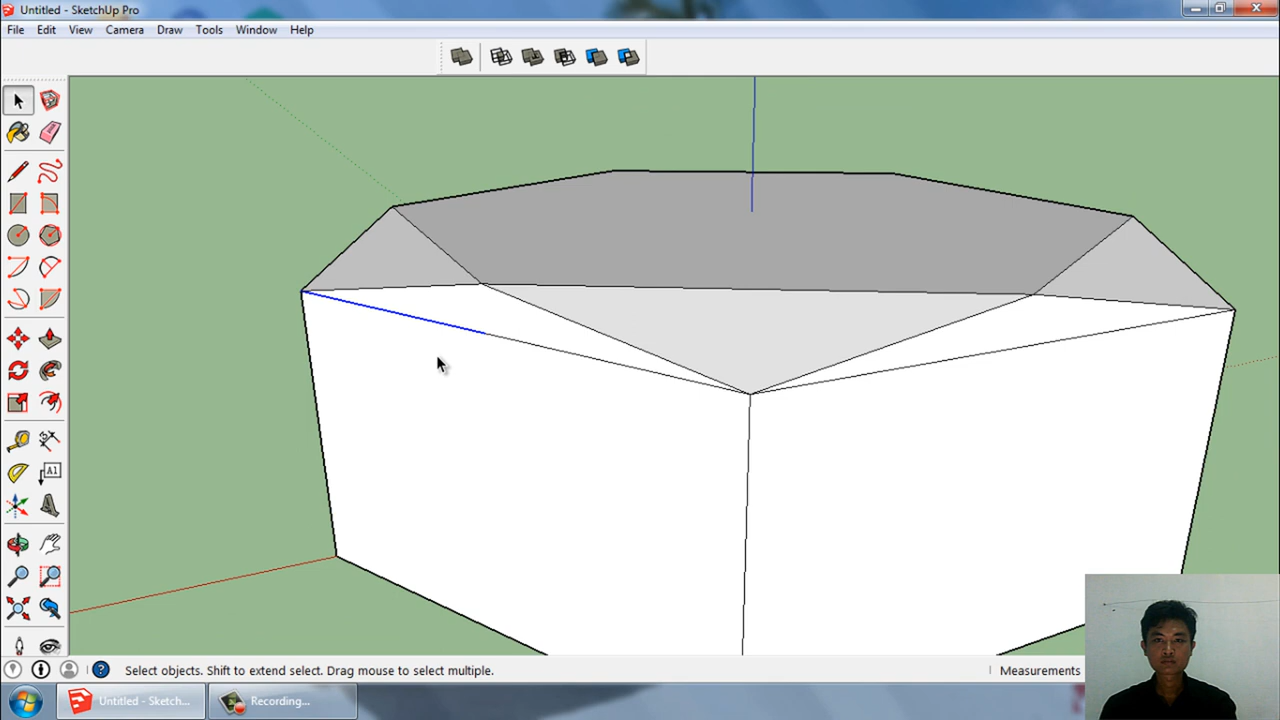 Untitled - SketchUp Pro
File Edit View Camera Draw Tools Window Help
A1
Select objects. Shift to extend select. Drag mouse to select multiple.
Measurements
Untitled - Sketch...
Recording...